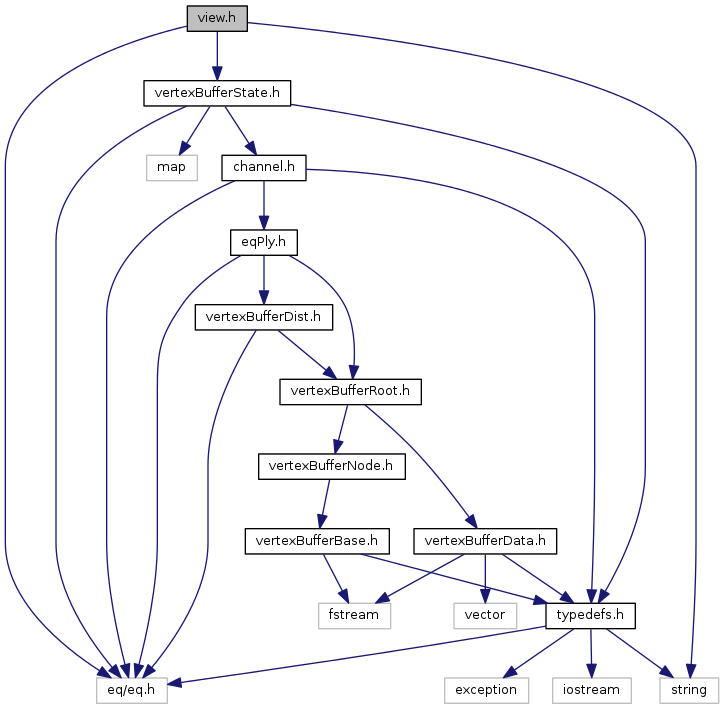 view.h
vertexBufferState.h
map
channel.h
eqPly.h
vertexBufferDist.h
vertexBufferRoot.h
vertexBufferNode.h
vertexBufferBase.h
vertexBufferData.h
fstream
vector
typedefs.h
eq/eq.h
exception
iostream
string